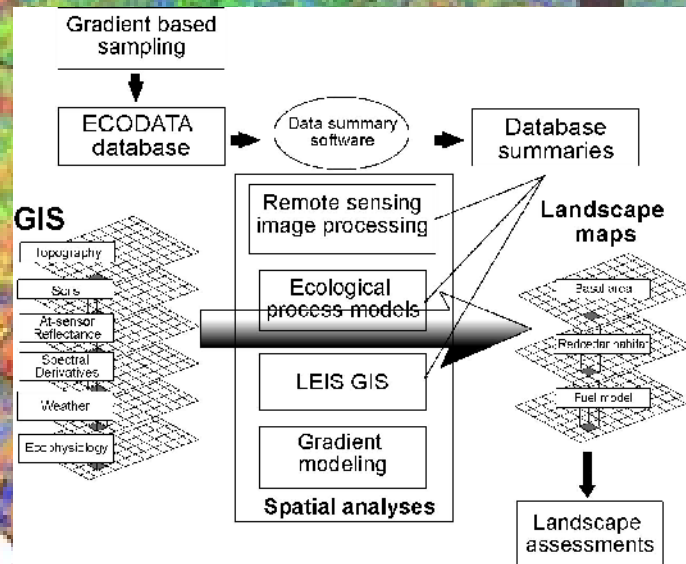 Gradient based
sampling
ECODATA
database
Data summary
software
Database
summaries
GIS
Topography
Soils
At-sensor
Reflectance
Spectral
Derivatives
Weather
Ecophysiology
Remote sensing
image processing
Ecological
process models
LEIS GIS
Gradient
modeling
Spatial analyses
Landscape
maps
Basal area
Redcedar habitat
Fuel model
Landscape
assessments